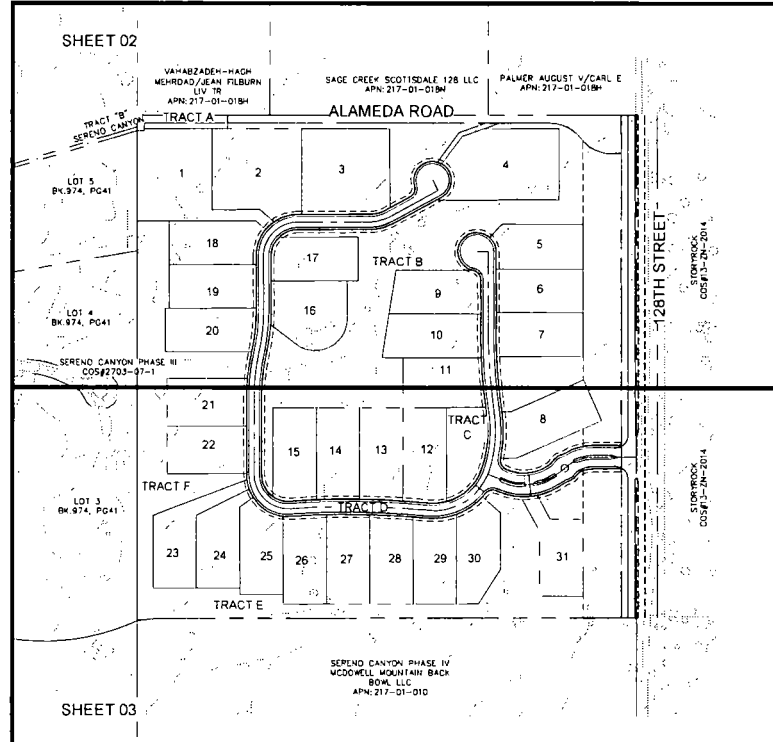 SHEET 02
VAHABZADEH-HAGH
MEHRDAD/JEAN FILBURN
LIV TR
APN: 217-01-018H
SAGE CREEK SCOTTSDALE 128 LLC
APN: 217-01-018N
PALMER AUGUST V/CARL E
APN: 217-01-018H
TRACT "B"
SERENO CANYON
TRACT A
ALAMEDA ROAD
1
2
3
4
LOT 5
BK.974, PG41
18
17
TRACT B
5
19
16
9
6
LOT 4
BK.974, PG41
20
10
7
11
128TH STREET
STORYROCK
COS#13-ZN-2014
SERENO CANYON PHASE III
COS#2703-07-1
21
22
15
14
13
12
TRACT
C
8
LOT 3
BK.974, PG41
TRACT F
TRACT D
STORYROCK
COS#13-ZN-2014
23
24
25
26
27
28
29
30
31
TRACT E
SERENO CANYON PHASE IV
MCDOWELL MOUNTAIN BACK
BOWL LLC
APN: 217-01-010
SHEET 03